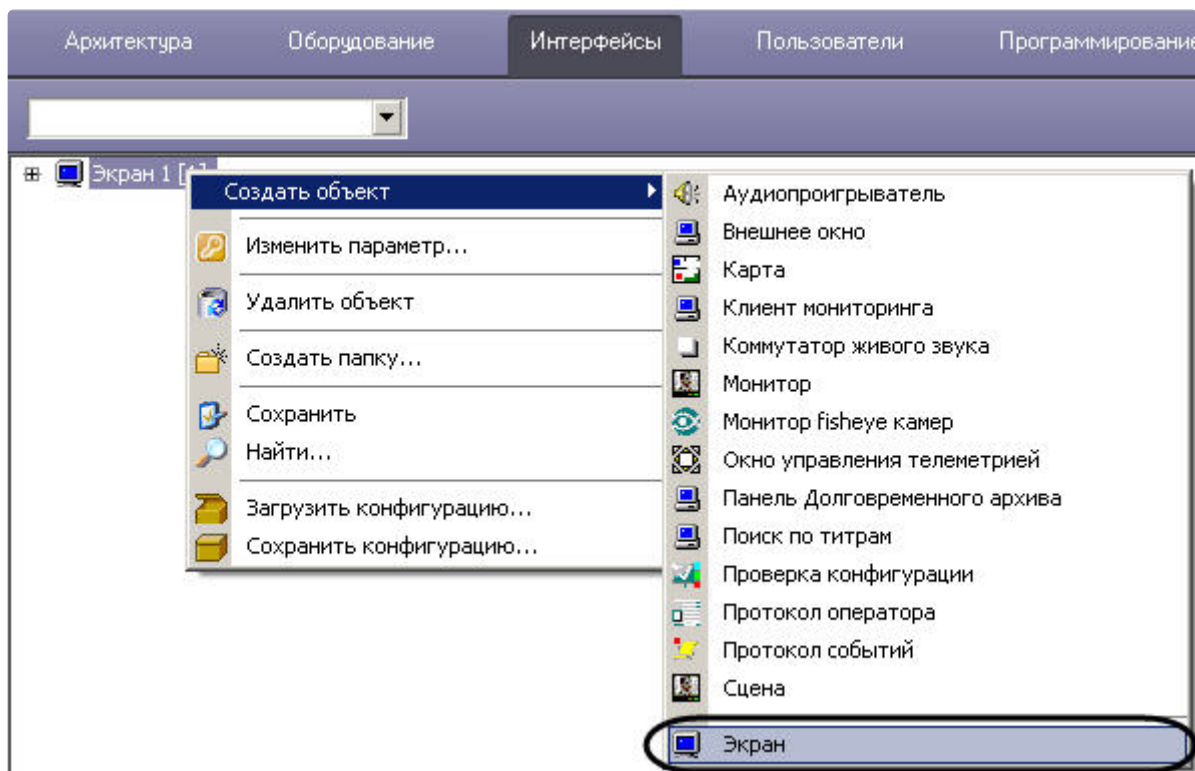 Архитектура Оборудование Интерфейсы Пользователи Программирование
Экран 1 [1]
Создать объект
Изменить параметр...
Удалить объект
Создать папку...
Сохранить
Найти...
Загрузить конфигурацию...
Сохранить конфигурацию...
Аудиопроигрыватель
Внешнее окно
Карта
Клиент мониторинга
Коммутатор живого звука
Монитор
Монитор fisheye камер
Окно управления телеметрией
Панель Долговременного архива
Поиск по титрам
Проверка конфигурации
Протокол оператора
Протокол событий
Сцена
Экран